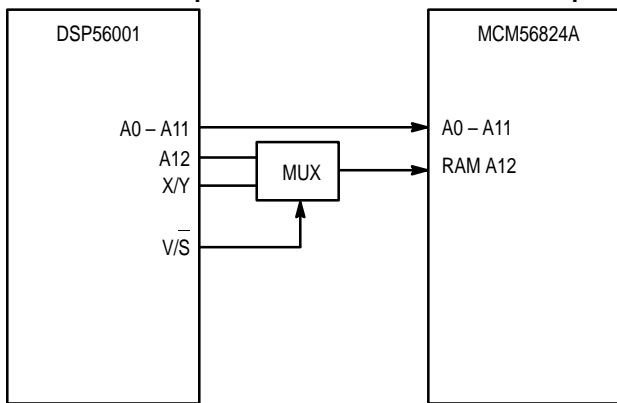 DSP56001
MCM56824A
A0 – A11
A0 – A11
A12
MUX
RAM A12
X/Y
V/S̅